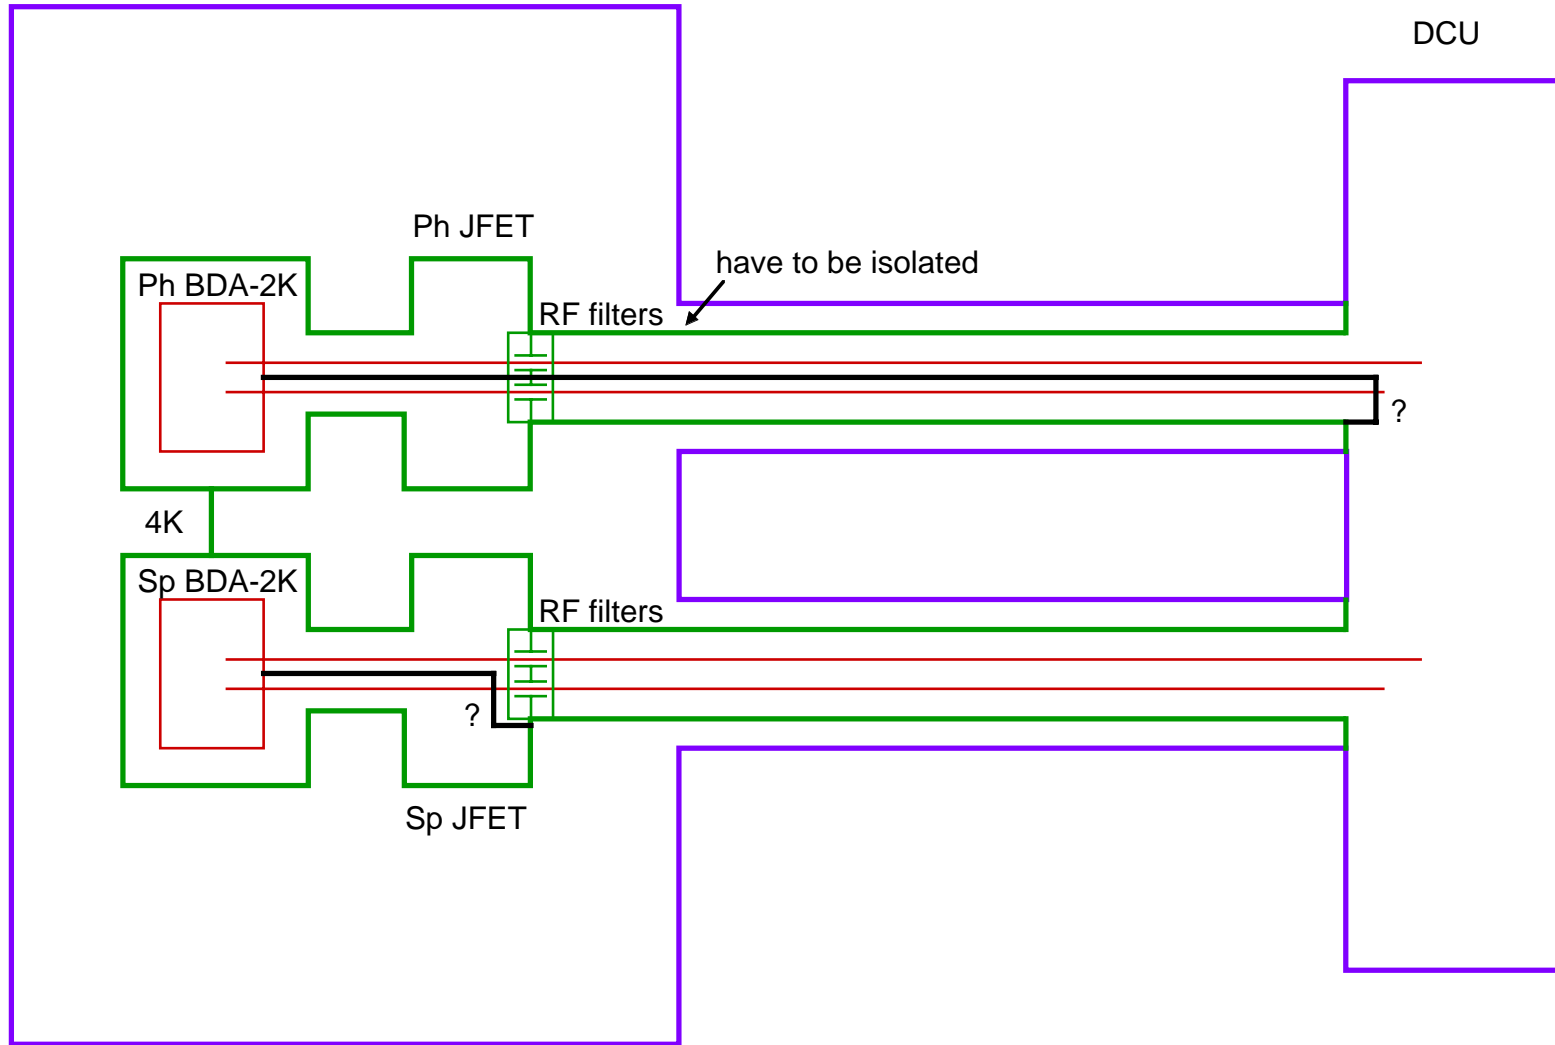 DCU
Ph JFET
have to be isolated
Ph BDA-2K
RF filters
?
4K
Sp BDA-2K
RF filters
?
Sp JFET